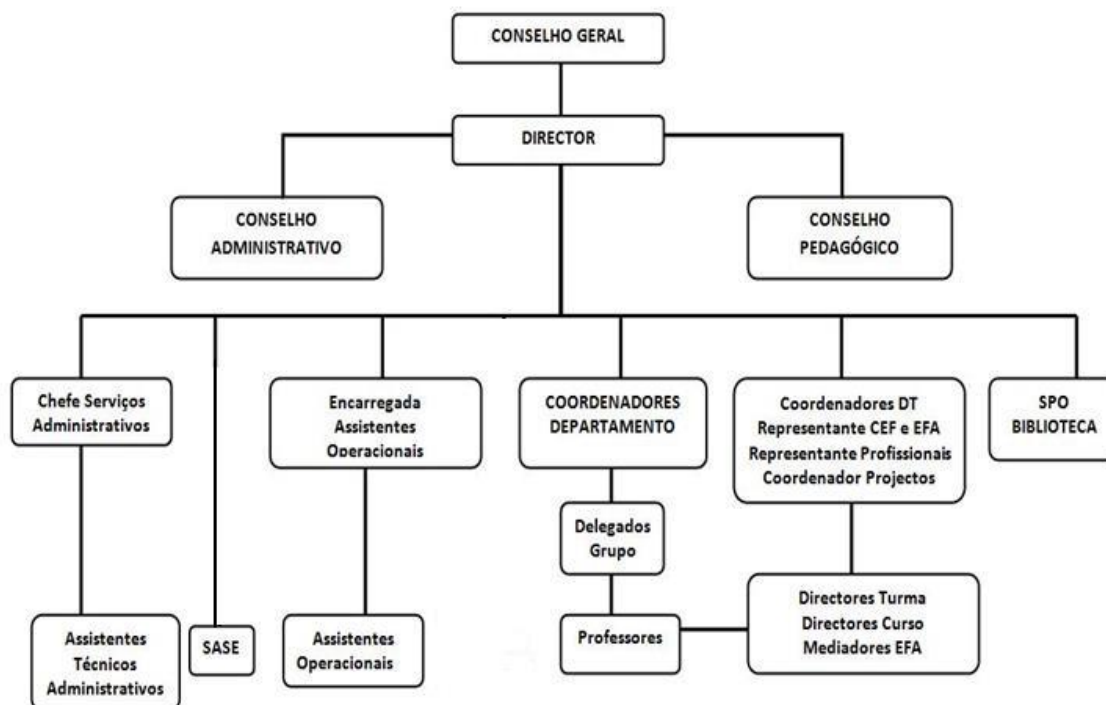 CONSELHO GERAL
DIRECTOR
CONSELHO
ADMINISTRATIVO
CONSELHO
PEDAGÓGICO
Chefe Serviços
Administrativos
Encarregada
Assistentes
Operacionais
COORDENADORES
DEPARTAMENTO
Coordenadores DT
Representante CEF e EFA
Representante Profissionais
Coordenador Projectos
SPO
BIBLIOTECA
Delegados
Grupo
Assistentes
Técnicos
Administrativos
SASE
Assistentes
Operacionais
Professores
Directores Turma
Directores Curso
Mediadores EFA